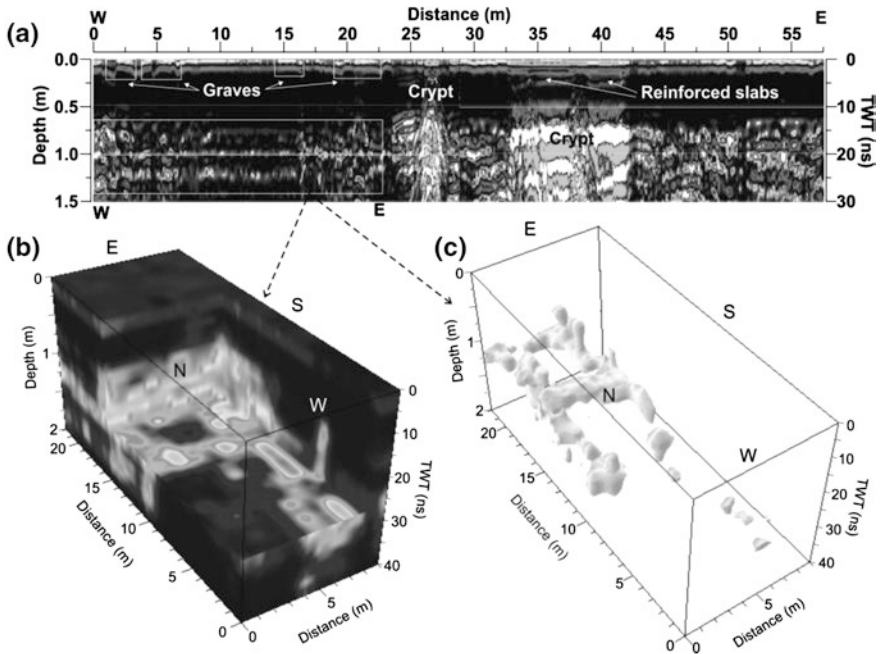 W Distance (m) E
(a)
0 5 10 15 20 25 30 35 40 45 50 55
0.0 0
Graves Crypt Reinforced slabs
0.5 10
Depth (m) TWT (ns)
Crypt
1.0 20
1.5 30
W E
(b)
E
0
S
Depth (m)
1
N
W
0
2
20
10
15
20
TWT (ns)
10
30
Distance (m)
5
40
5
0
0
Distance (m)
(c)
E
0
S
Depth (m)
1
N
2
0
W
20
10
15
20
TWT (ns)
10
30
Distance (m)
5
40
5
0
0
Distance (m)